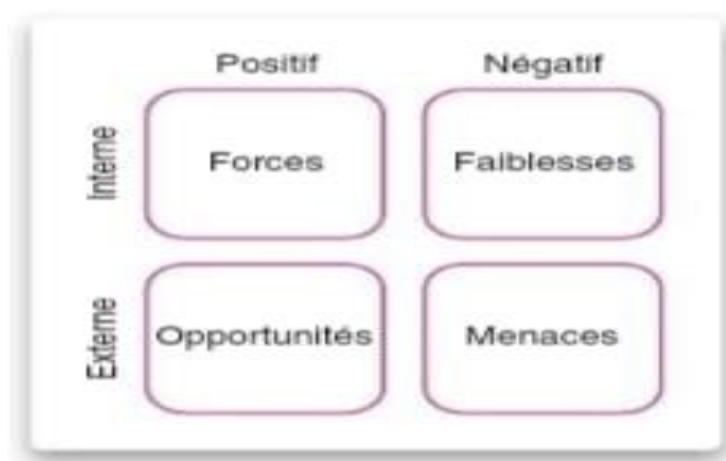 Positif Négatif
Interne
Forces Faiblesses
Externe
Opportunités Menaces